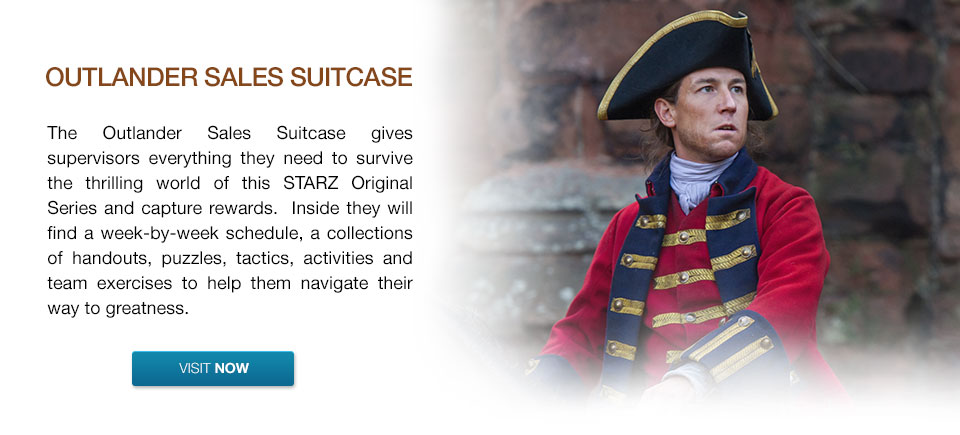 OUTLANDER SALES SUITCASE
The Outlander Sales Suitcase gives
supervisors everything they need to survive
the thrilling world of this STARZ Original
Series and capture rewards. Inside they will
find a week-by-week schedule, a collections
of handouts, puzzles, tactics, activities and
team exercises to help them navigate their
way to greatness.
VISIT NOW